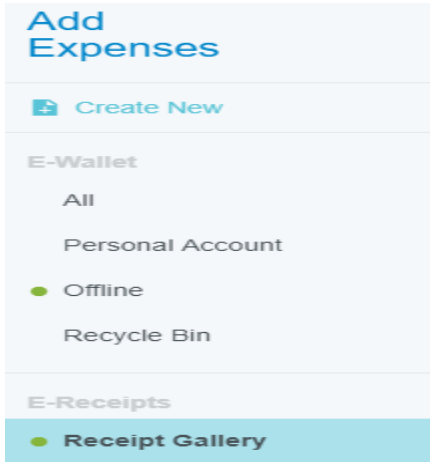 Add
Expenses
Create New
E-Wallet
All
Personal Account
Offline
Recycle Bin
E-Receipts
Receipt Gallery